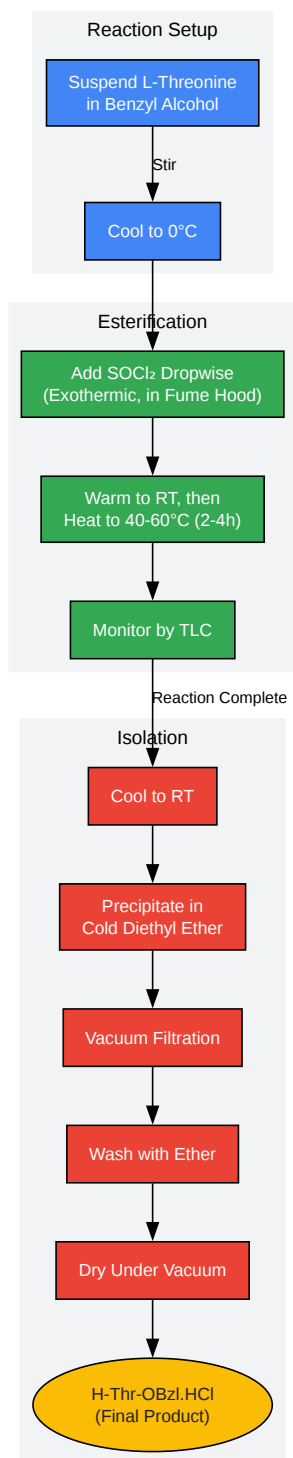 Reaction Setup
Suspend L-Threonine
in Benzyl Alcohol
Stir
Cool to 0°C
Esterification
Add SOCl₂ Dropwise
(Exothermic, in Fume Hood)
Warm to RT, then
Heat to 40-60°C (2-4h)
Monitor by TLC
Reaction Complete
Isolation
Cool to RT
Precipitate in
Cold Diethyl Ether
Vacuum Filtration
Wash with Ether
Dry Under Vacuum
H-Thr-OBzl.HCl
(Final Product)